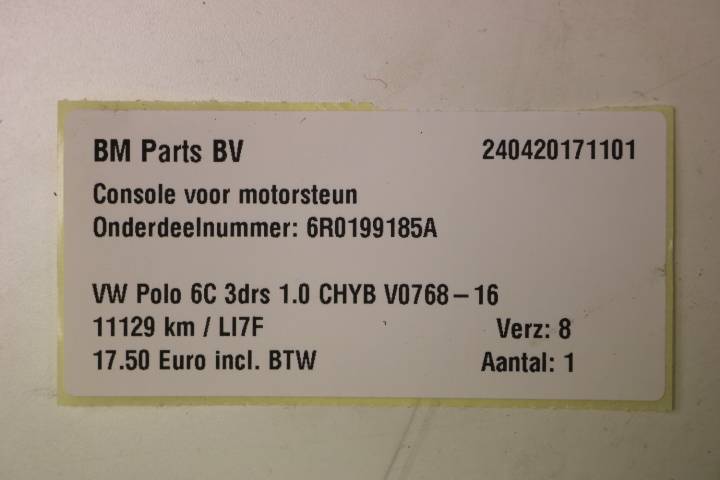 BM Parts BV 240420171101
Console voor motorsteun
Onderdeelnummer: 6R0199185A
VW Polo 6C 3drs 1.0 CHYB V0768-16
11129 km / LI7F Verz: 8
17.50 Euro incl. BTW Aantal: 1